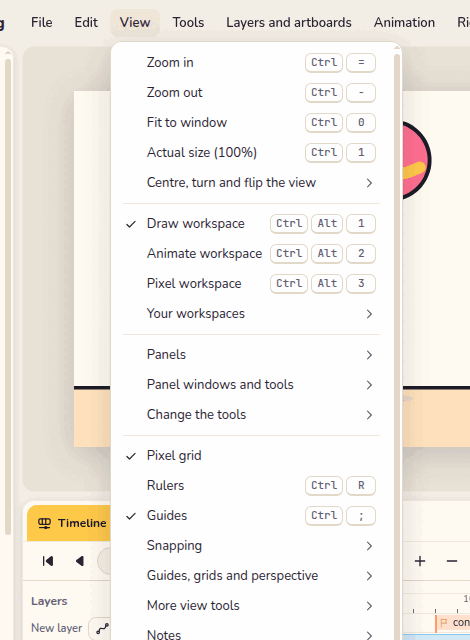 File Edit View Tools Layers and artboards Animation
Zoom in Ctrl =
Zoom out Ctrl -
Fit to window Ctrl 0
Actual size (100%) Ctrl 1
Centre, turn and flip the view
Draw workspace Ctrl Alt 1
Animate workspace Ctrl Alt 2
Pixel workspace Ctrl Alt 3
Your workspaces
Panels
Panel windows and tools
Change the tools
Pixel grid
Rulers Ctrl R
Guides Ctrl ;
Snapping
Guides, grids and perspective
More view tools
Notes
Timeline
Layers
New layer